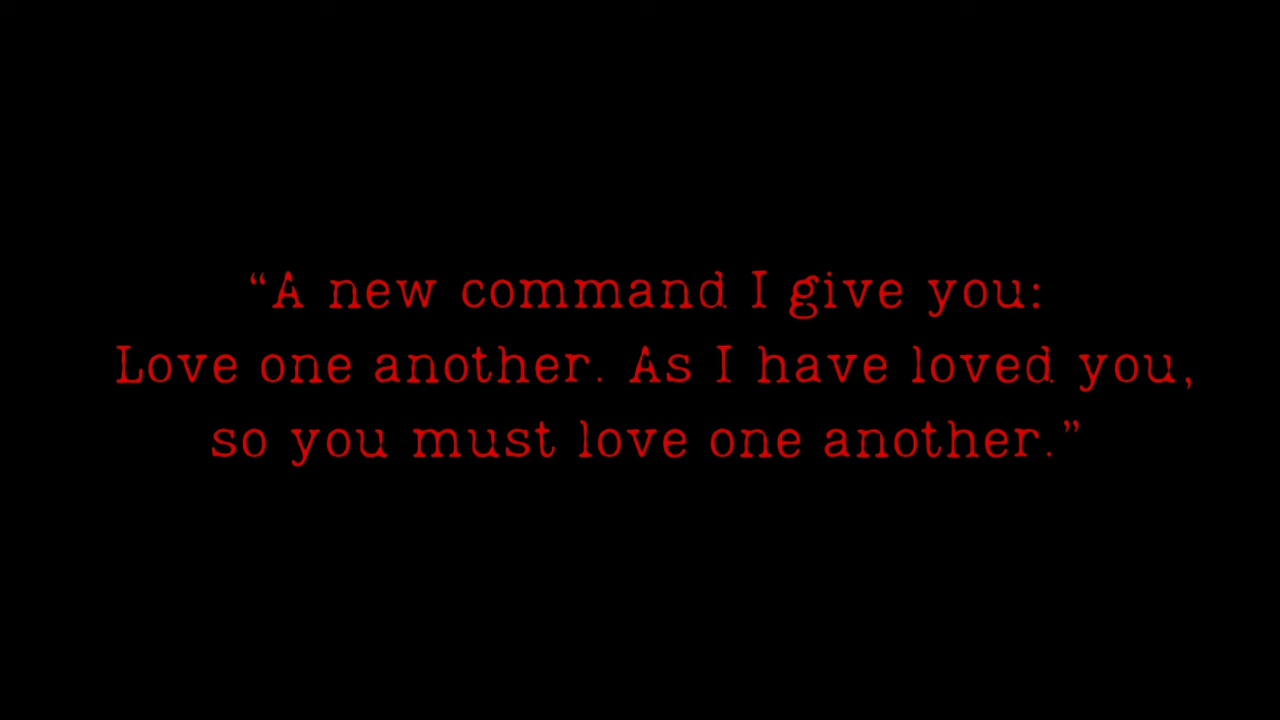 “A new command I give you:
Love one another. As I have loved you,
so you must love one another.”